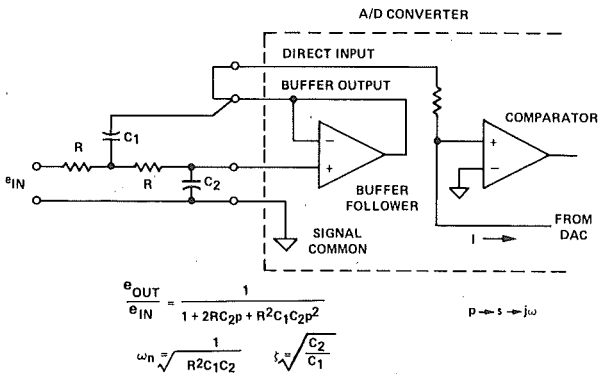 A/D CONVERTER
DIRECT INPUT
BUFFER OUTPUT
COMPARATOR
C1
R
R
C2
eIN
−
+
+
−
BUFFER
FOLLOWER
SIGNAL
COMMON
I
FROM
DAC
eOUT/eIN = 1/(1 + 2RC2p + R²C1C2p²)
p → s → jω
ωn = √(1/(R²C1C2)) ζ = √(C2/C1)